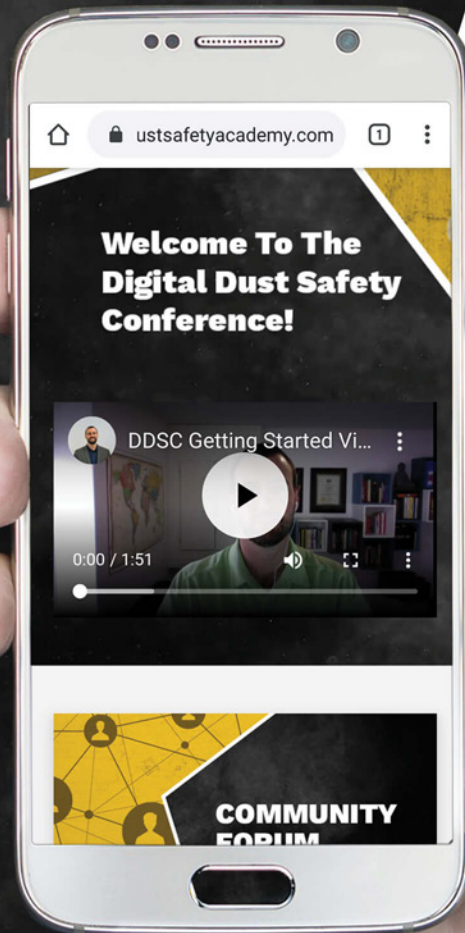 ustsafetyacademy.com
1
Welcome To The
Digital Dust Safety
Conference!
DDSC Getting Started Vi...
0:00 / 1:51
COMMUNITY
FORUM